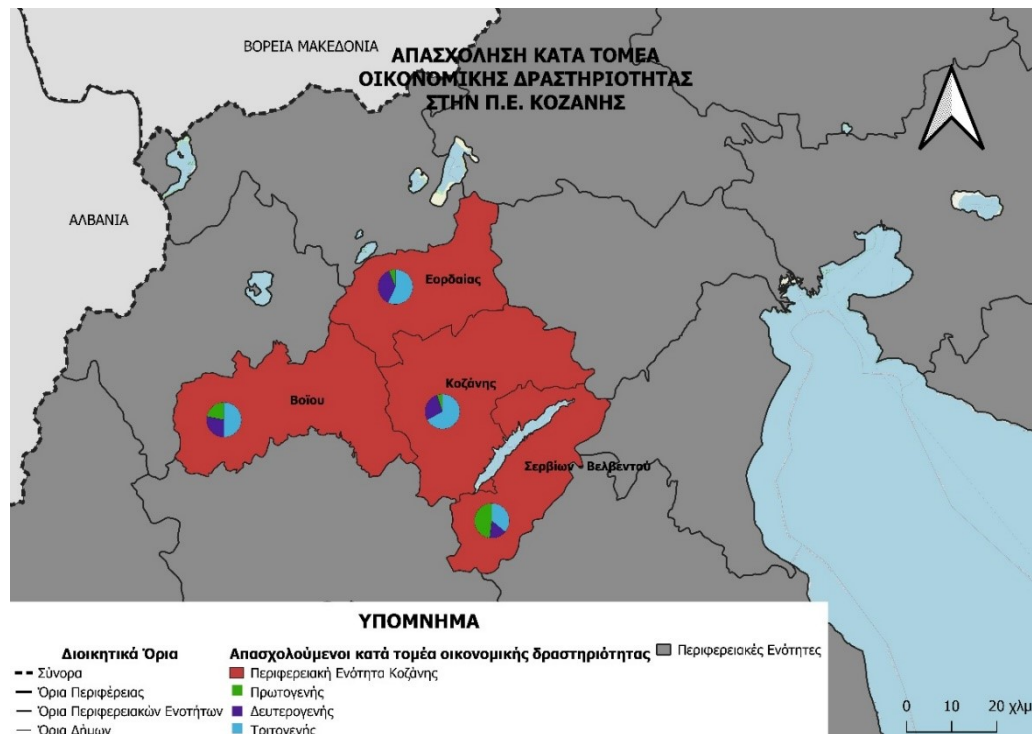 ΒΟΡΕΙΑ ΜΑΚΕΔΟΝΙΑ
ΑΠΑΣΧΟΛΗΣΗ ΚΑΤΑ ΤΟΜΕΑ
ΟΙΚΟΝΟΜΙΚΗΣ ΔΡΑΣΤΗΡΙΟΤΗΤΑΣ
ΣΤΗΝ Π.Ε. ΚΟΖΑΝΗΣ
ΑΛΒΑΝΙΑ
Εορδαίας
Κοζάνης
Βοΐου
Σερβίων - Βελβεντού
ΥΠΟΜΝΗΜΑ
Διοικητικά Όρια
Σύνορα
Όρια Περιφέρειας
Όρια Περιφερειακών Ενοτήτων
Όρια Δήμων
Απασχολούμενοι κατά τομέα οικονομικής δραστηριότητας
Περιφερειακή Ενότητα Κοζάνης
Πρωτογενής
Δευτερογενής
Τριτογενής
Περιφερειακές Ενότητες
0 10 20 χλμ